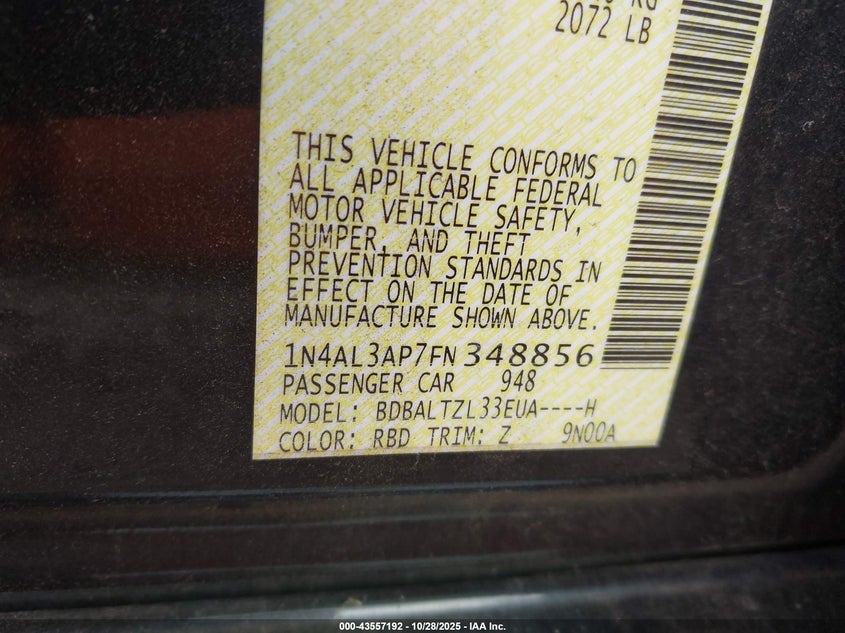 2072 LB
THIS VEHICLE CONFORMS TO
ALL APPLICABLE FEDERAL
MOTOR VEHICLE SAFETY,
BUMPER, AND THEFT
PREVENTION STANDARDS IN
EFFECT ON THE DATE OF
MANUFACTURE SHOWN ABOVE.
1N4AL3AP7FN348856
PASSENGER CAR 948
MODEL: BDBALTZL33EUA----H
COLOR: RBD TRIM: Z 9N00A
000-43557192 - 10/28/2025 - IAA Inc.